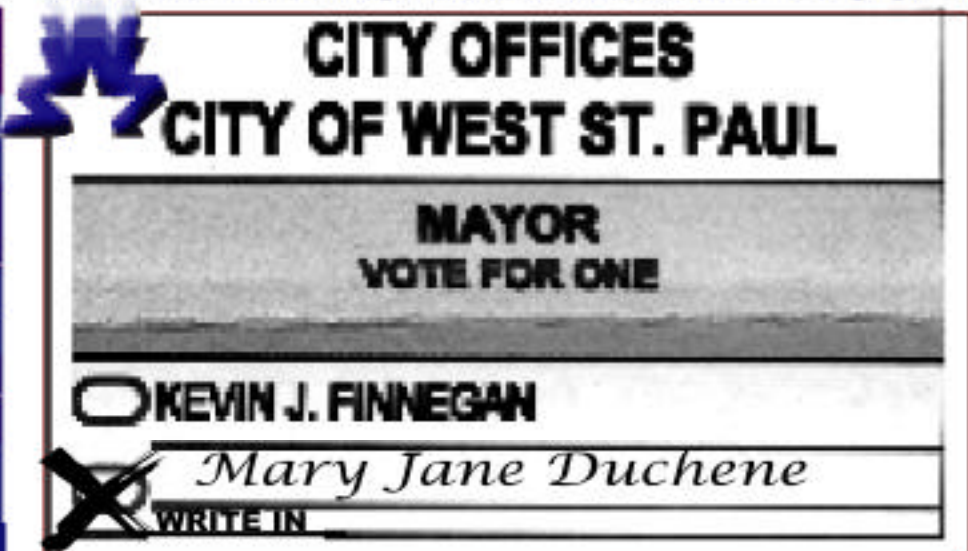 CITY OFFICES
CITY OF WEST ST. PAUL
MAYOR
VOTE FOR ONE
KEVIN J. FINNEGAN
Mary Jane Duchene
WRITE IN